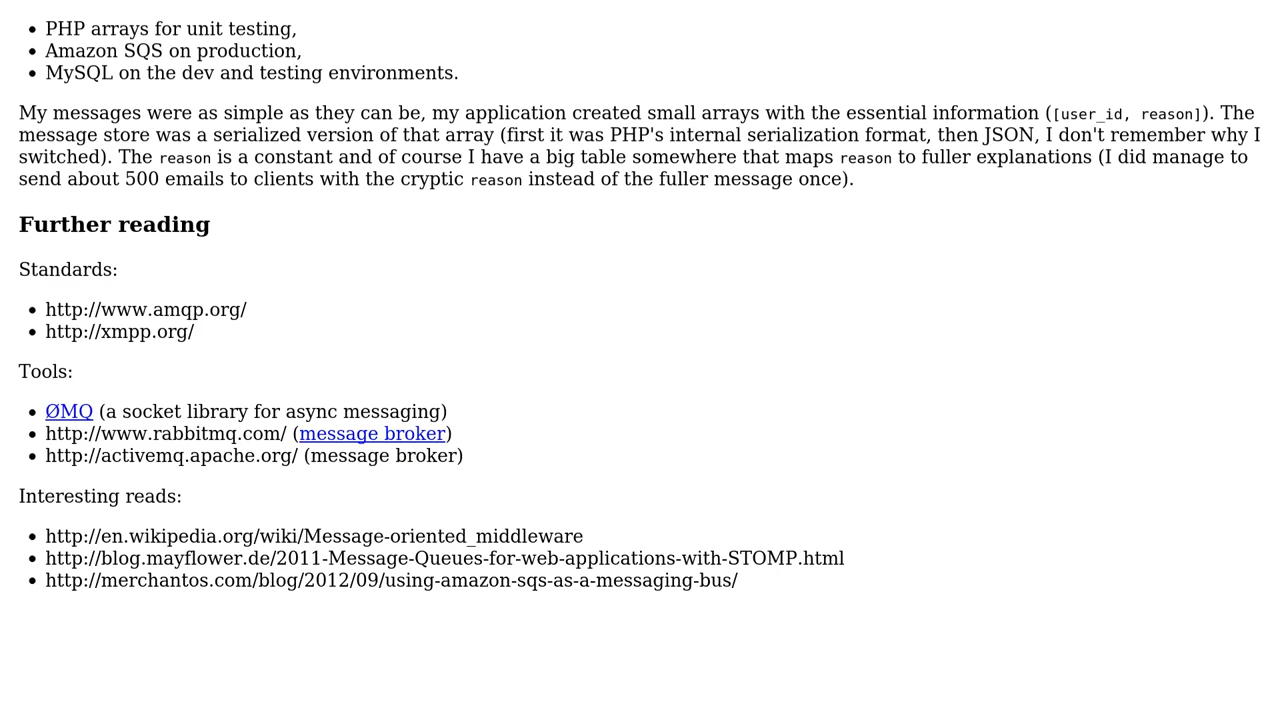 • PHP arrays for unit testing,
• Amazon SQS on production,
• MySQL on the dev and testing environments.
My messages were as simple as they can be, my application created small arrays with the essential information ([user_id, reason]). The
message store was a serialized version of that array (first it was PHP's internal serialization format, then JSON, I don't remember why I
switched). The reason is a constant and of course I have a big table somewhere that maps reason to fuller explanations (I did manage to
send about 500 emails to clients with the cryptic reason instead of the fuller message once).
Further reading
Standards:
• http://www.amqp.org/
• http://xmpp.org/
Tools:
• ØMQ (a socket library for async messaging)
• http://www.rabbitmq.com/ (message broker)
• http://activemq.apache.org/ (message broker)
Interesting reads:
• http://en.wikipedia.org/wiki/Message-oriented_middleware
• http://blog.mayflower.de/2011-Message-Queues-for-web-applications-with-STOMP.html
• http://merchantos.com/blog/2012/09/using-amazon-sqs-as-a-messaging-bus/